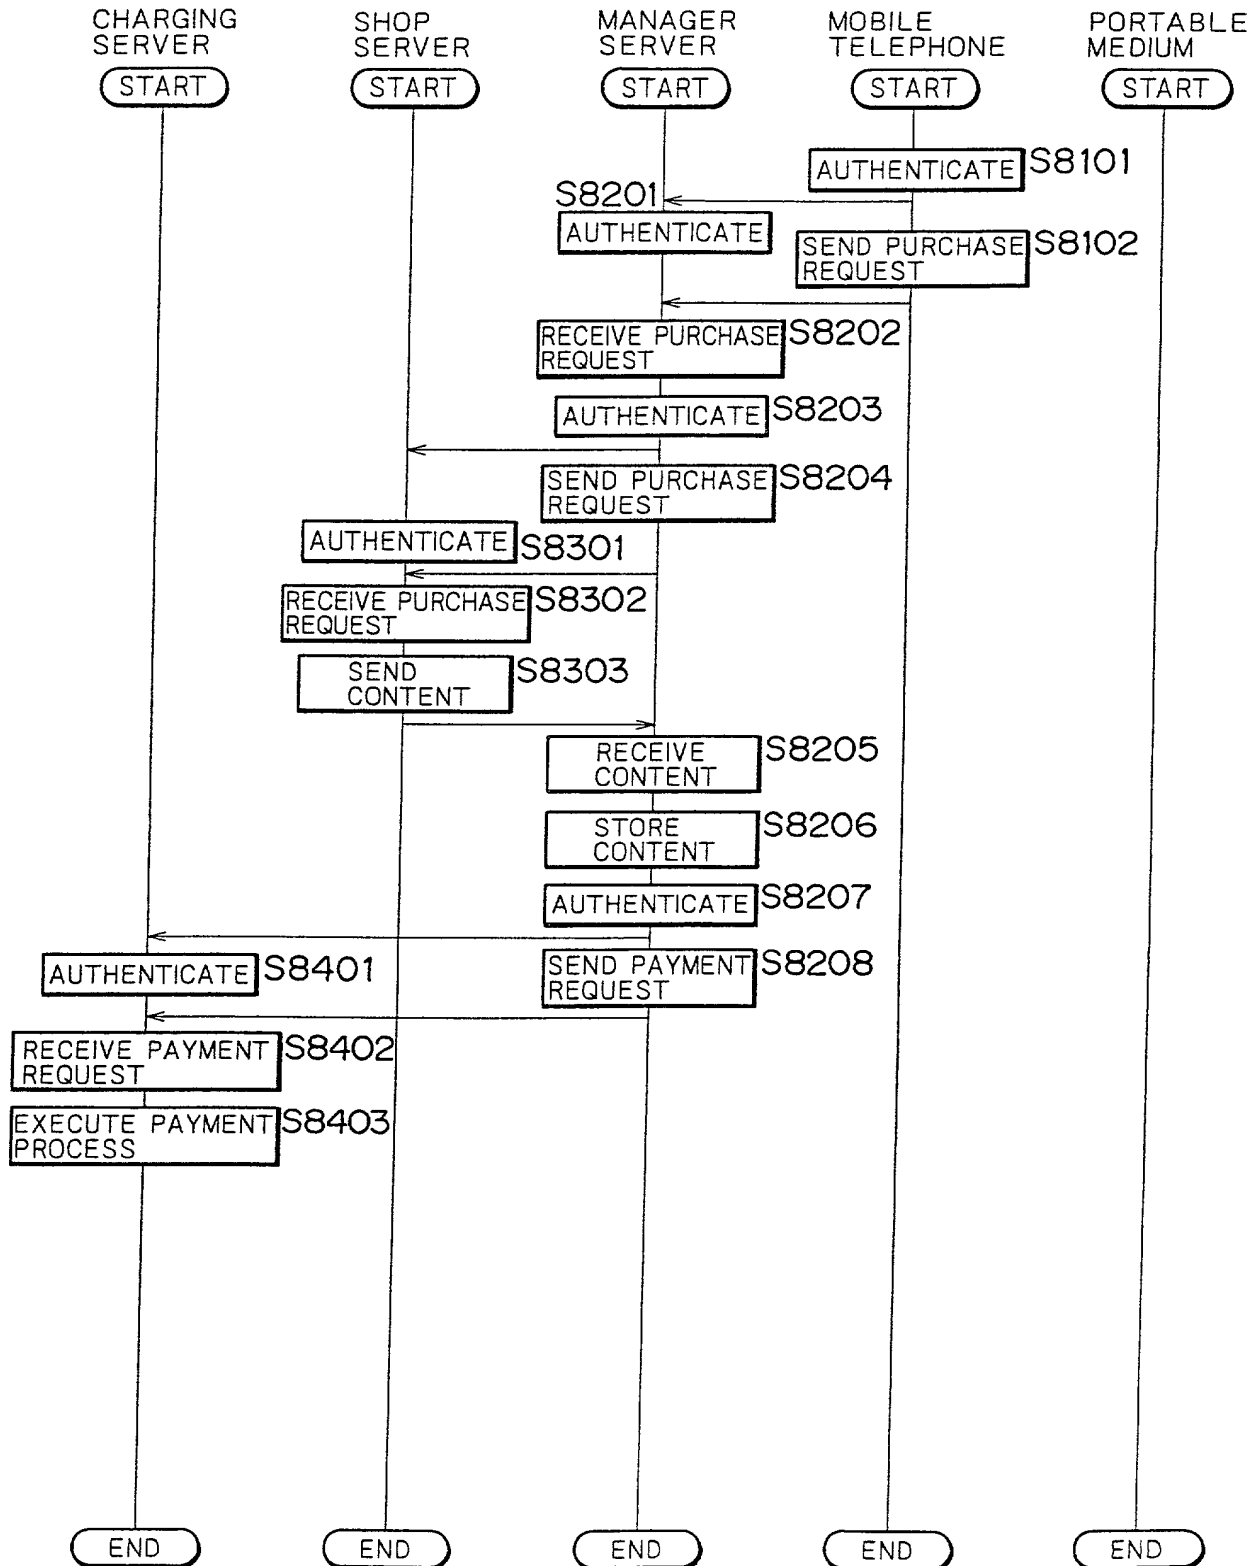 CHARGING
SERVER
SHOP
SERVER
MANAGER
SERVER
MOBILE
TELEPHONE
PORTABLE
MEDIUM
START
START
START
START
START
AUTHENTICATE
S8101
S8201
AUTHENTICATE
SEND PURCHASE
REQUEST
S8102
RECEIVE PURCHASE
REQUEST
S8202
AUTHENTICATE
S8203
SEND PURCHASE
REQUEST
S8204
AUTHENTICATE
S8301
RECEIVE PURCHASE
REQUEST
S8302
SEND
CONTENT
S8303
RECEIVE
CONTENT
S8205
STORE
CONTENT
S8206
AUTHENTICATE
S8207
AUTHENTICATE
S8401
SEND PAYMENT
REQUEST
S8208
RECEIVE PAYMENT
REQUEST
S8402
EXECUTE PAYMENT
PROCESS
S8403
END
END
END
END
END